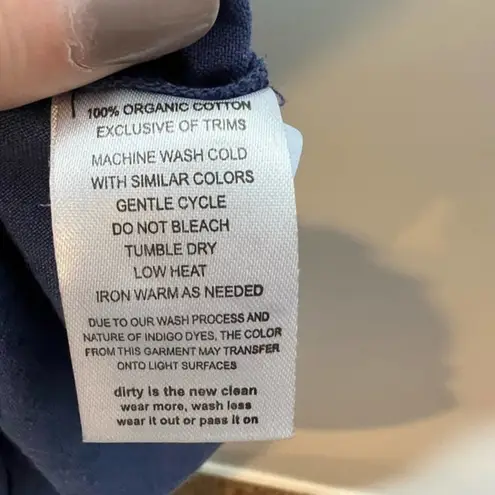 100% ORGANIC COTTON
EXCLUSIVE OF TRIMS
MACHINE WASH COLD
WITH SIMILAR COLORS
GENTLE CYCLE
DO NOT BLEACH
TUMBLE DRY
LOW HEAT
IRON WARM AS NEEDED
DUE TO OUR WASH PROCESS AND
NATURE OF INDIGO DYES, THE COLOR
FROM THIS GARMENT MAY TRANSFER
ONTO LIGHT SURFACES
dirty is the new clean
wear more, wash less
wear it out or pass it on